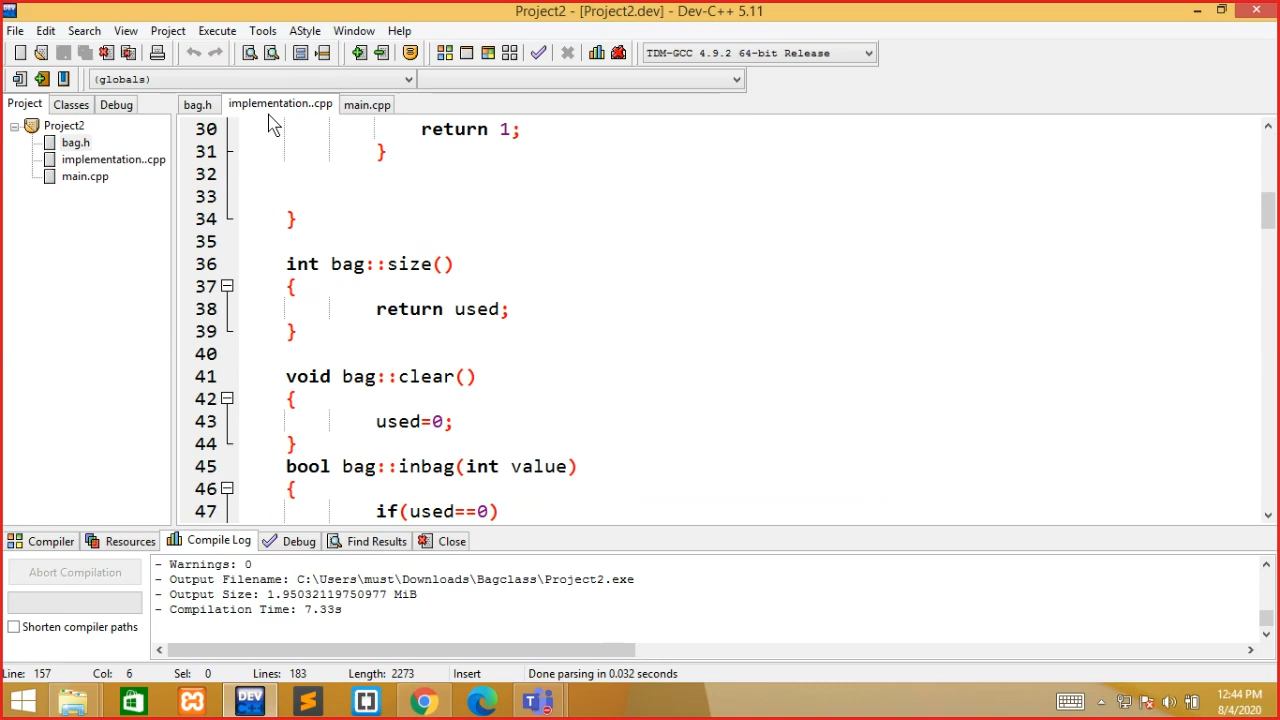 Project2 - [Project2.dev] - Dev-C++ 5.11
File Edit Search View Project Execute Tools AStyle Window Help
TDM-GCC 4.9.2 64-bit Release
(globals)
Project Classes Debug
bag.h implementation..cpp main.cpp
Project2
bag.h
implementation..cpp
main.cpp
30 return 1;
31 }
32
33
34 }
35
36 int bag::size()
37 {
38 return used;
39 }
40
41 void bag::clear()
42 {
43 used=0;
44 }
45 bool bag::inbag(int value)
46 {
47 if(used==0)
Compiler Resources Compile Log Debug Find Results Close
Abort Compilation
Shorten compiler paths
- Warnings: 0
- Output Filename: C:\Users\must\Downloads\Bagclass\Project2.exe
- Output Size: 1.95032119750977 MiB
- Compilation Time: 7.33s
Line: 157 Col: 6 Sel: 0 Lines: 183 Length: 2273 Insert Done parsing in 0.032 seconds
DEV
12:44 PM
8/4/2020